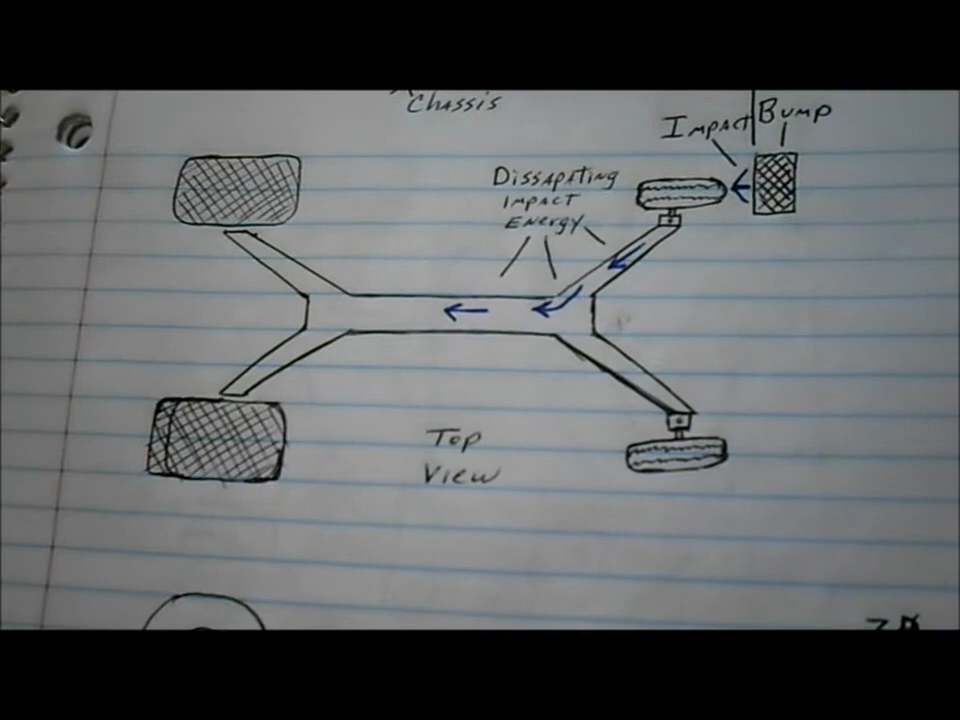 Chassis
Impact
Bump
Dissapating
Impact
Energy
Top
View